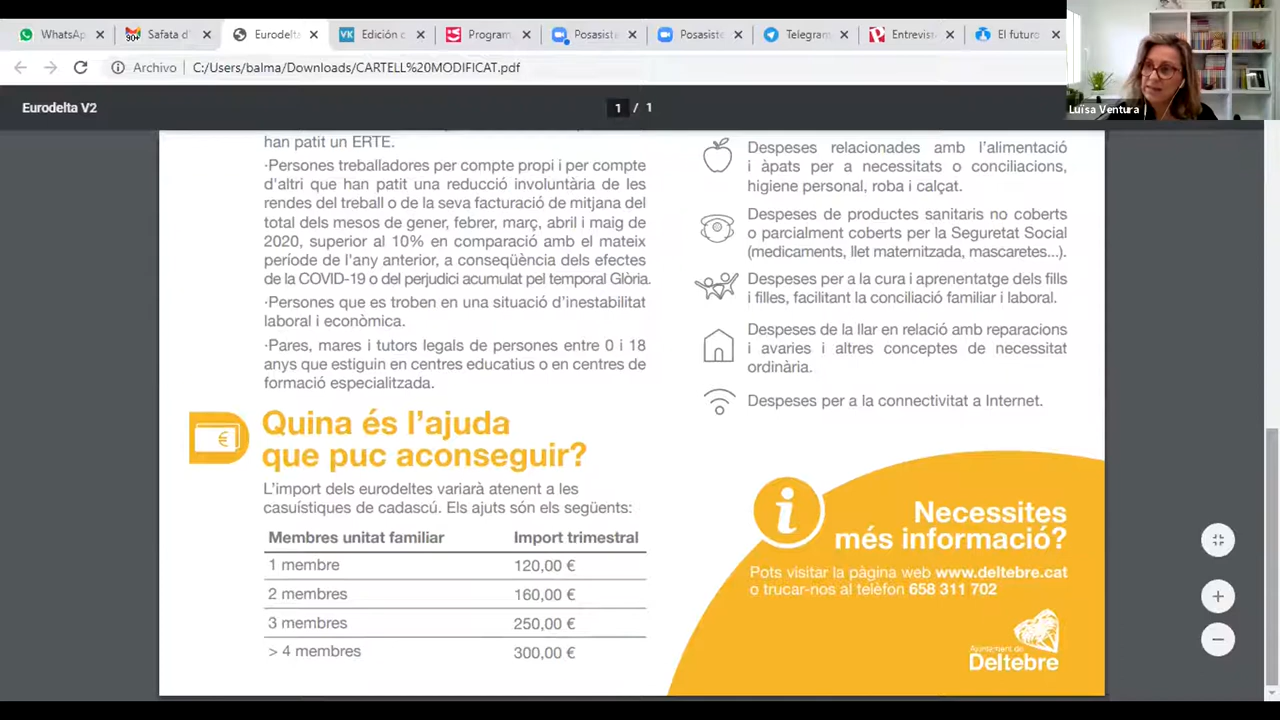 WhatsAp
Safata d'
Eurodelta
Edición c
Program
Posasiste
Posasiste
Telegram
Entrevist
El futuro
Archivo
C:/Users/balma/Downloads/CARTELL%20MODIFICAT.pdf
Luïsa Ventura
Eurodelta V2
1 / 1
han patit un ERTE.
·Persones treballadores per compte propi i per compte
d'altri que han patit una reducció involuntària de les
rendes del treball o de la seva facturació de mitjana del
total dels mesos de gener, febrer, març, abril i maig de
2020, superior al 10% en comparació amb el mateix
període de l'any anterior, a conseqüència dels efectes
de la COVID-19 o del perjudici acumulat pel temporal Glòria.
·Persones que es troben en una situació d'inestabilitat
laboral i econòmica.
·Pares, mares i tutors legals de persones entre 0 i 18
anys que estiguin en centres educatius o en centres de
formació especialitzada.
Quina és l'ajuda
que puc aconseguir?
L'import dels eurodeltes variarà atenent a les
casuístiques de cadascú. Els ajuts són els següents:
Membres unitat familiar Import trimestral
1 membre 120,00 €
2 membres 160,00 €
3 membres 250,00 €
> 4 membres 300,00 €
Despeses relacionades amb l'alimentació
i àpats per a necessitats o conciliacions,
higiene personal, roba i calçat.
Despeses de productes sanitaris no coberts
o parcialment coberts per la Seguretat Social
(medicaments, llet maternitzada, mascaretes...).
Despeses per a la cura i aprenentatge dels fills
i filles, facilitant la conciliació familiar i laboral.
Despeses de la llar en relació amb reparacions
i avaries i altres conceptes de necessitat
ordinària.
Despeses per a la connectivitat a Internet.
Necessites
més informació?
Pots visitar la pàgina web www.deltebre.cat
o trucar-nos al telèfon 658 311 702
Ajuntament de
Deltebre